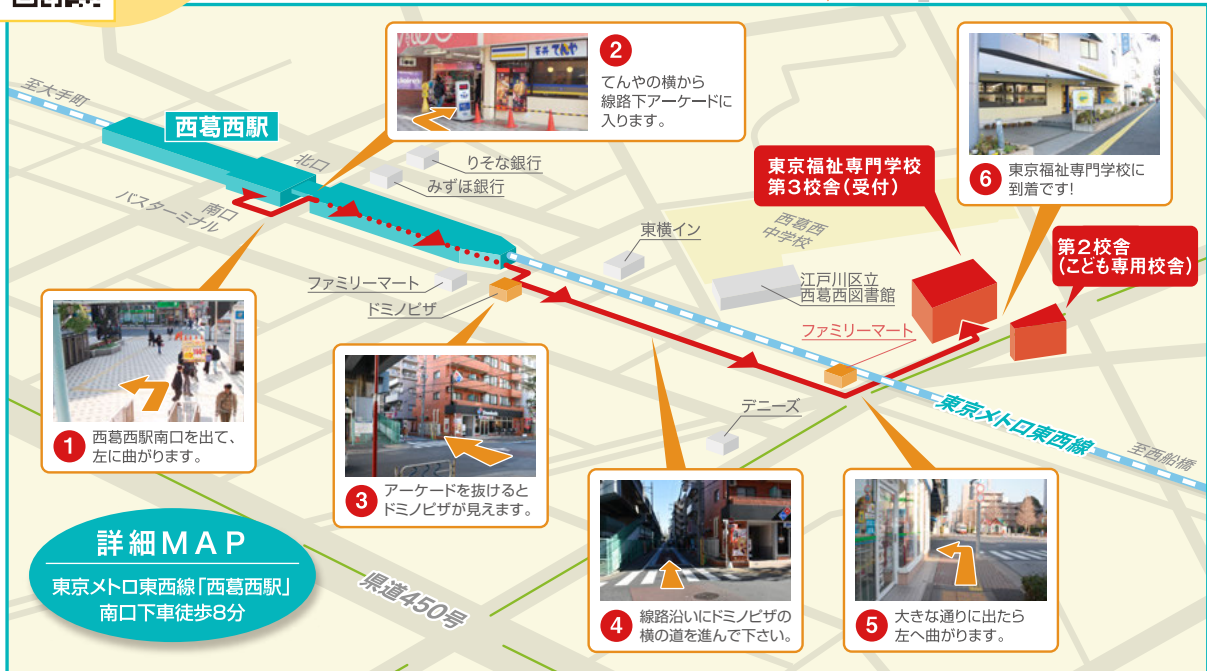 至大手町
西葛西駅
北口
南口
バスターミナル
りそな銀行
みずほ銀行
天丼 てんや
2
てんやの横から
線路下アーケードに
入ります。
東京福祉専門学校
第3校舎(受付)
6
東京福祉専門学校に
到着です!
第2校舎
(こども専用校舎)
西葛西
中学校
東横イン
江戸川区立
西葛西図書館
ファミリーマート
ドミノピザ
ファミリーマート
デニーズ
東京メトロ東西線
至西船橋
1
西葛西駅南口を出て、
左に曲がります。
3
アーケードを抜けると
ドミノピザが見えます。
4
線路沿いにドミノピザの
横の道を進んで下さい。
5
大きな通りに出たら
左へ曲がります。
県道450号
詳細MAP
東京メトロ東西線「西葛西駅」
南口下車徒歩8分